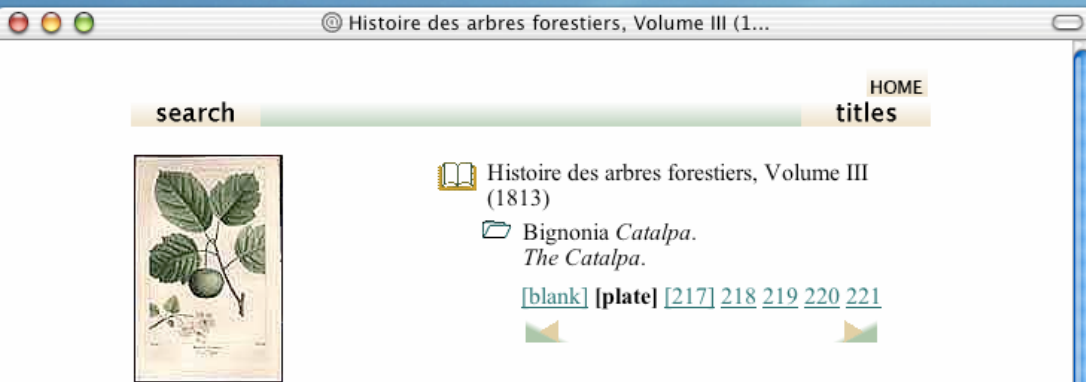 @ Histoire des arbres forestiers, Volume III (1...
HOME
search
titles
Histoire des arbres forestiers, Volume III
(1813)
Bignonia Catalpa.
The Catalpa.
[blank] [plate] [217] 218 219 220 221